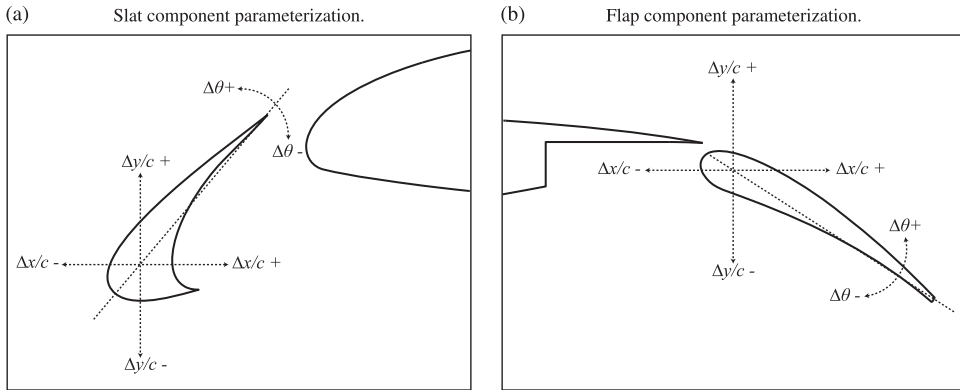 (a) Slat component parameterization.
Δθ+
Δθ -
Δy/c +
Δx/c -
Δx/c +
Δy/c -
(b) Flap component parameterization.
Δy/c +
Δx/c -
Δx/c +
Δy/c -
Δθ+
Δθ -